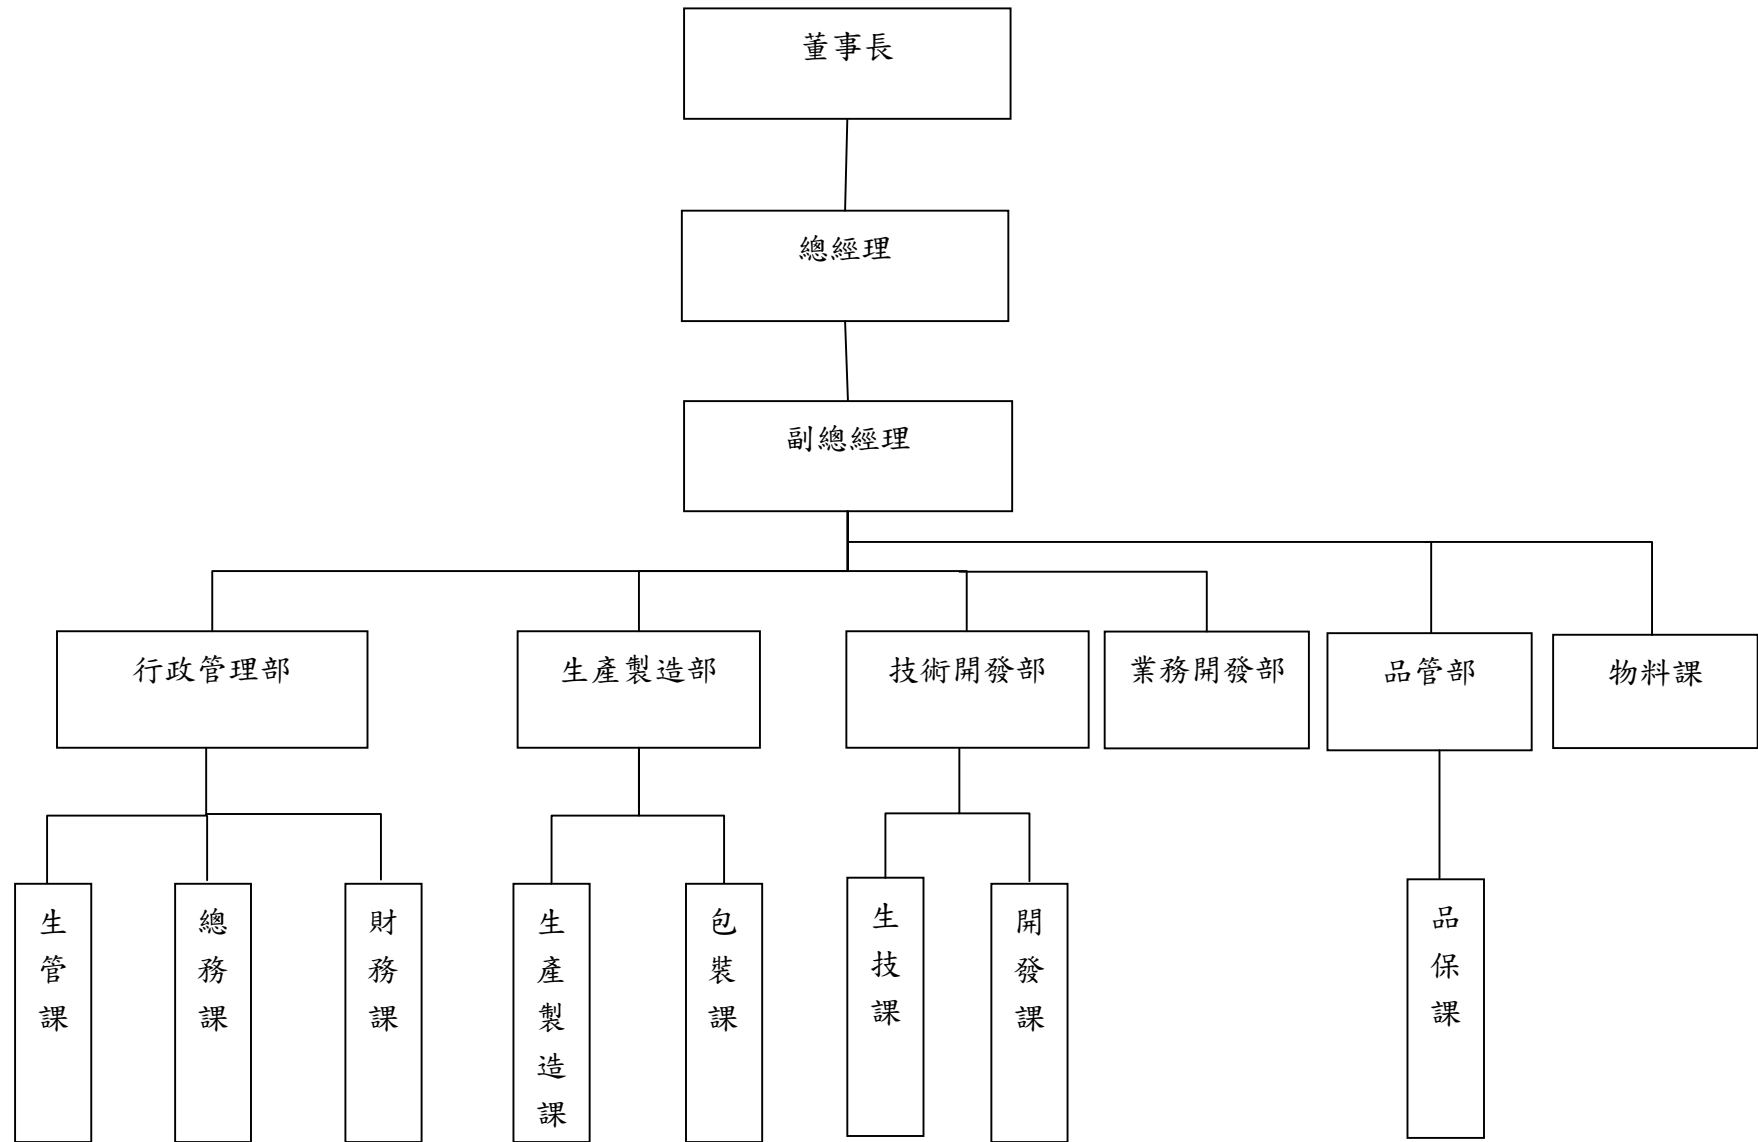 董事長
總經理
副總經理
行政管理部
生產製造部
技術開發部
業務開發部
品管部
物料課
生管課
總務課
財務課
生產製造課
包裝課
生技課
開發課
品保課